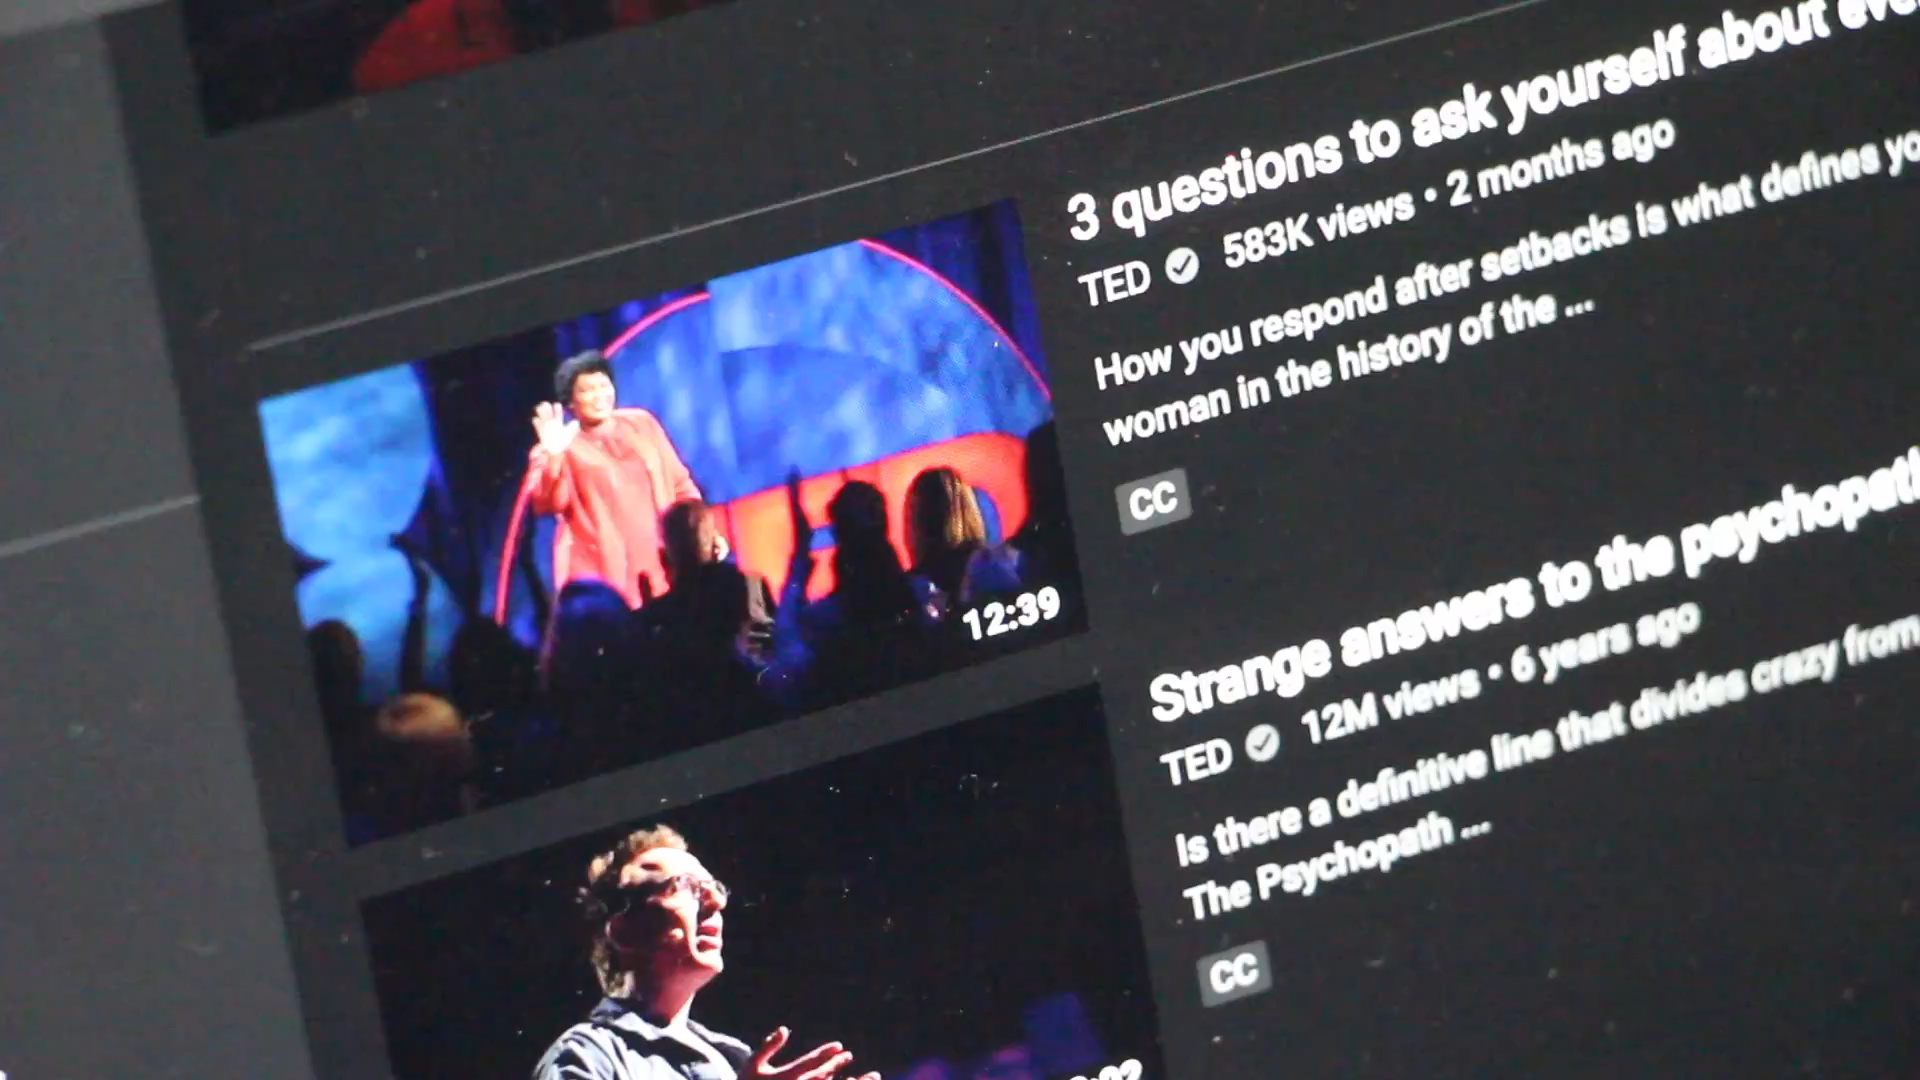 3 questions to ask yourself about
TED 583K views • 2 months ago
How you respond after setbacks is what defines
woman in the history of the ...
CC
12:39
Strange answers to the
TED 12M views • 6 years ago
Is there a definitive line that divides crazy from
The Psychopath ...
CC